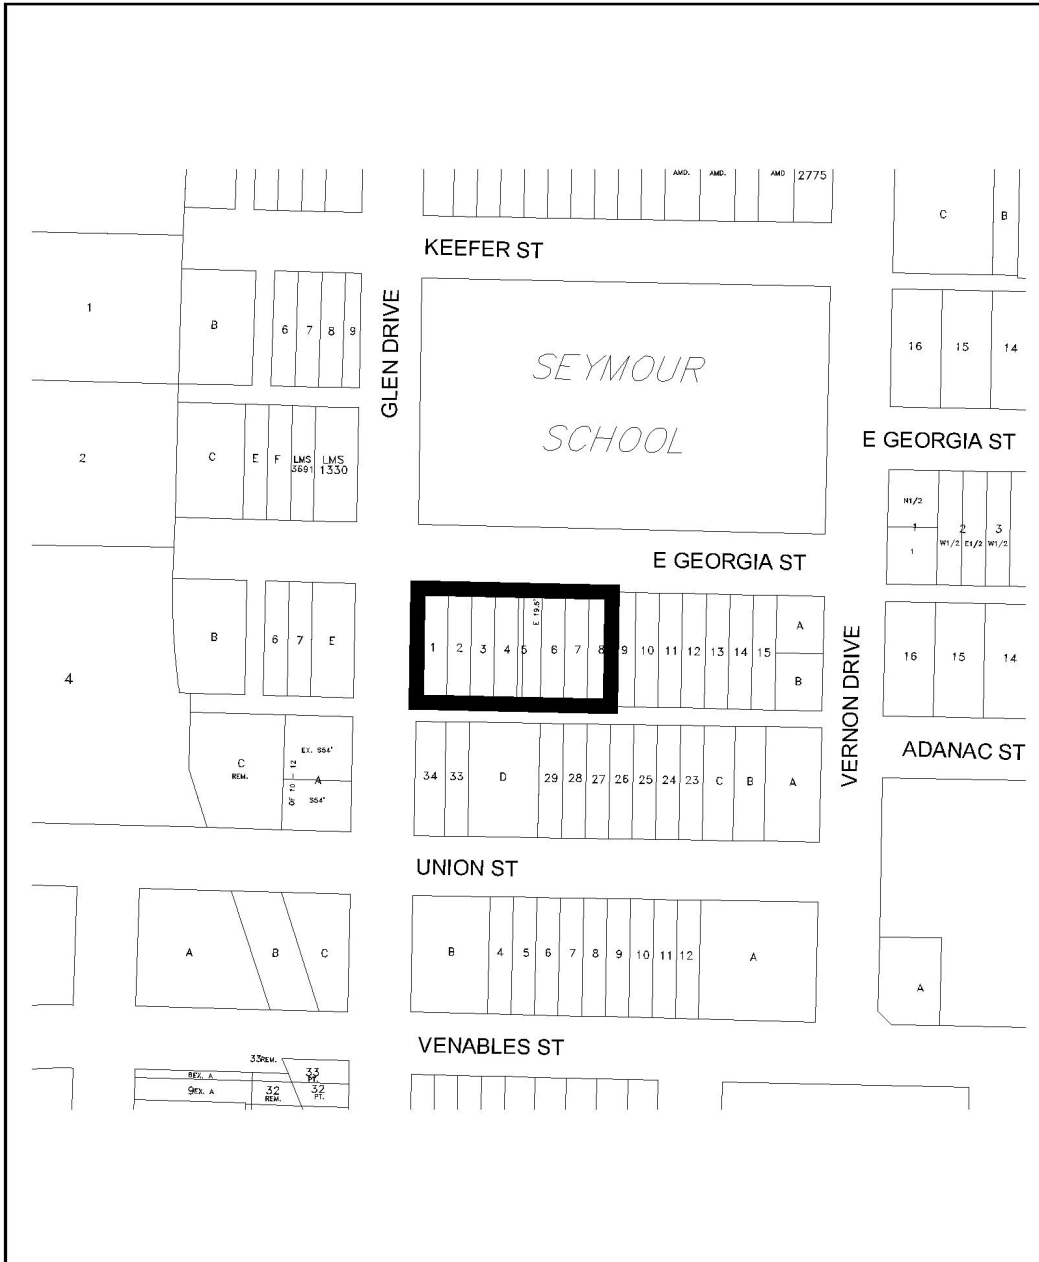 AMD. AMD. AMD 2775
C B
KEEFER ST
1
B 6 7 8 9
GLEN DRIVE
SEYMOUR
SCHOOL
16 15 14
E GEORGIA ST
2
C E F LMS 3691 LMS 1330
N1/2
1 2 3
W1/2 E1/2 W1/2
1
E GEORGIA ST
B 6 7 E
E 19.5'
1 2 3 4 5 6 7 8 9 10 11 12 13 14 15
A
B
16 15 14
4
VERNON DRIVE
ADANAC ST
C
REM.
EX. S54'
A
OF 10 - 12
S54'
34 33 D 29 28 27 26 25 24 23 C B A
UNION ST
A B C
B 4 5 6 7 8 9 10 11 12 A
A
VENABLES ST
33REM.
33
PT.
8EX. A
9EX. A
32
REM.
32
PT.